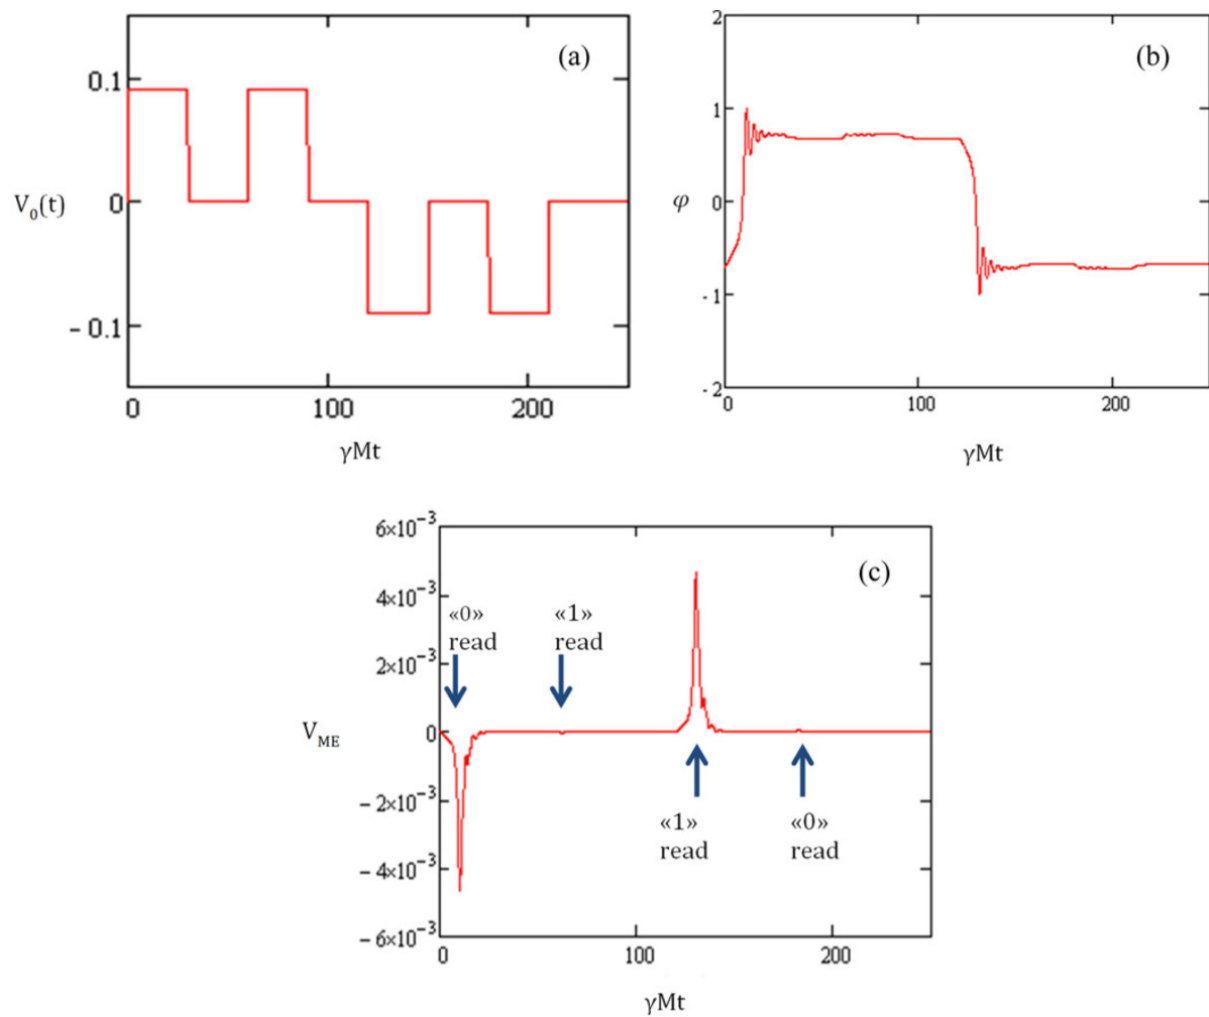 (a)
0.1
V₀(t)
0
- 0.1
0
100
200
γMt
(b)
2
1
φ
0
- 1
- 2
0
100
200
γMt
(c)
6×10⁻³
4×10⁻³
2×10⁻³
V_ME
0
− 2×10⁻³
− 4×10⁻³
− 6×10⁻³
«0»
read
«1»
read
«1»
read
«0»
read
0
100
200
γMt